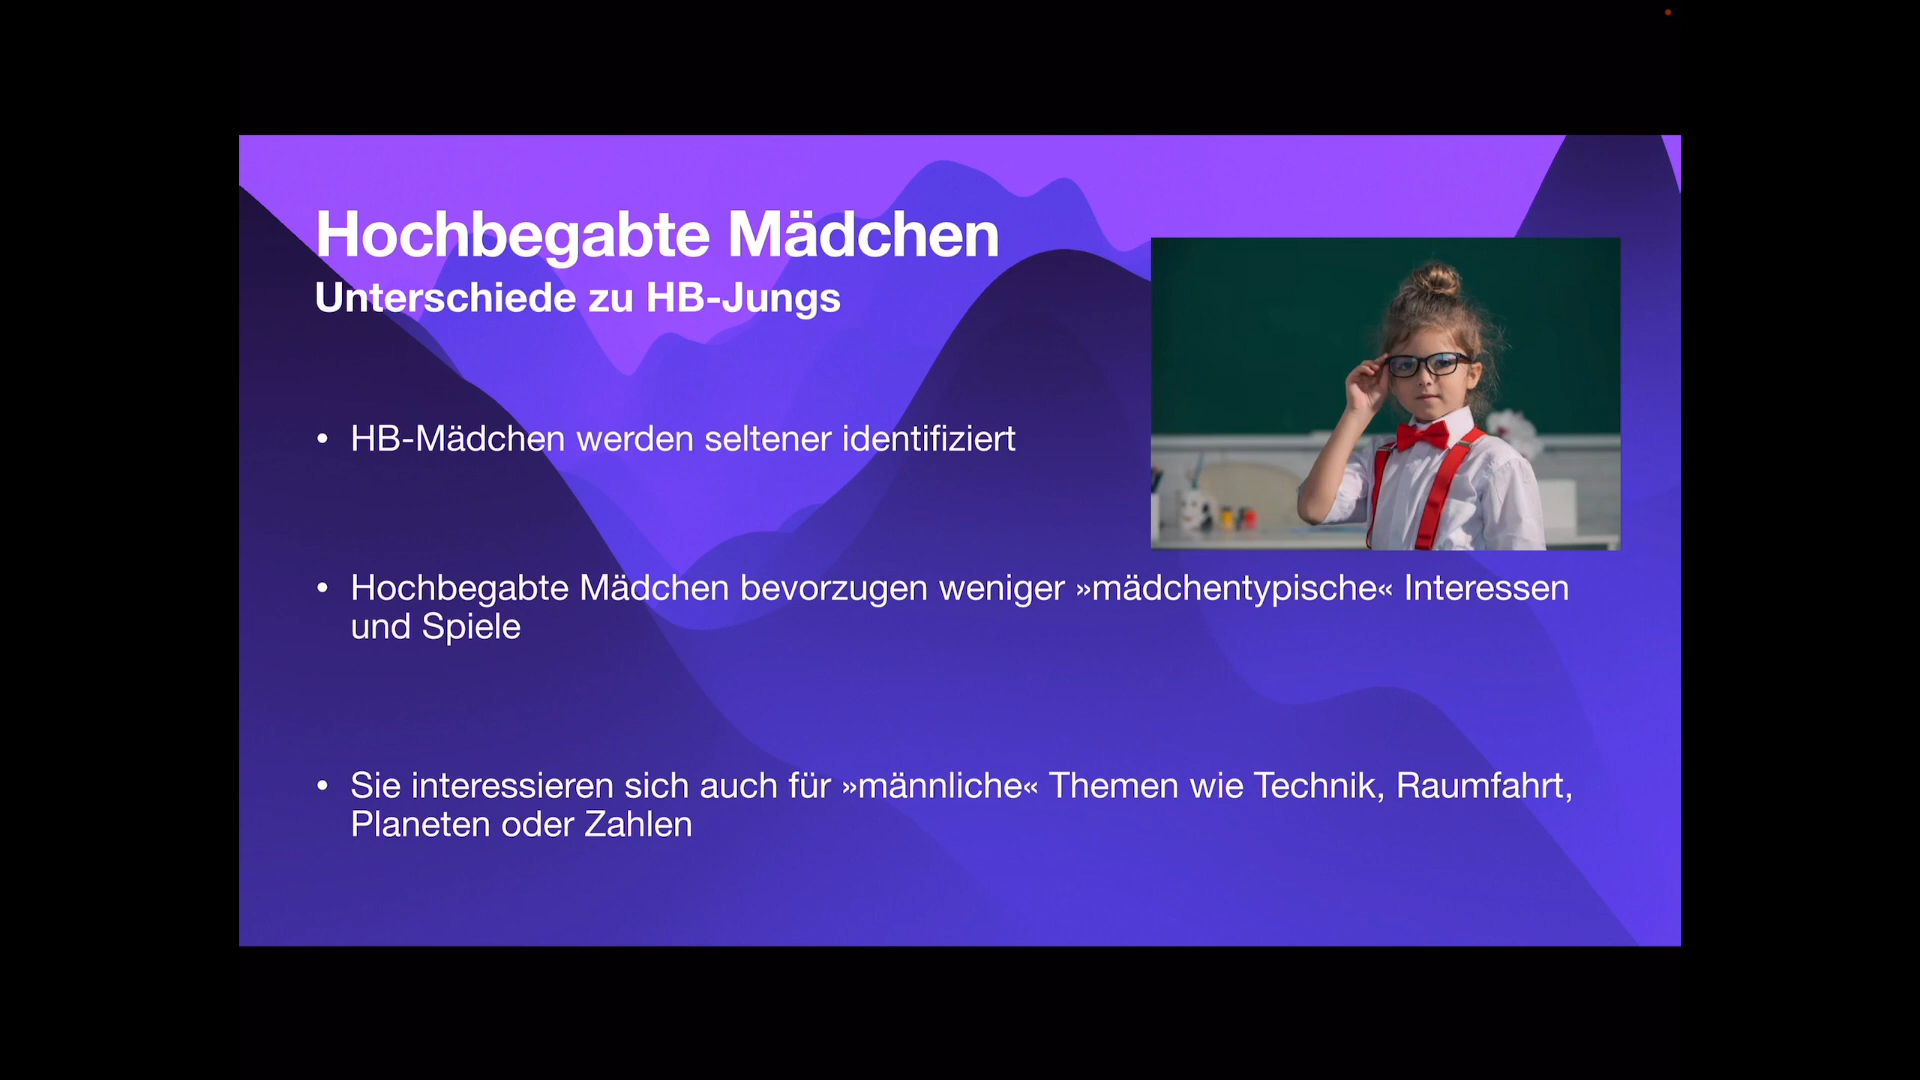 Hochbegabte Mädchen
Unterschiede zu HB-Jungs
• HB-Mädchen werden seltener identifiziert
• Hochbegabte Mädchen bevorzugen weniger »mädchentypische« Interessen
und Spiele
• Sie interessieren sich auch für »männliche« Themen wie Technik, Raumfahrt,
Planeten oder Zahlen